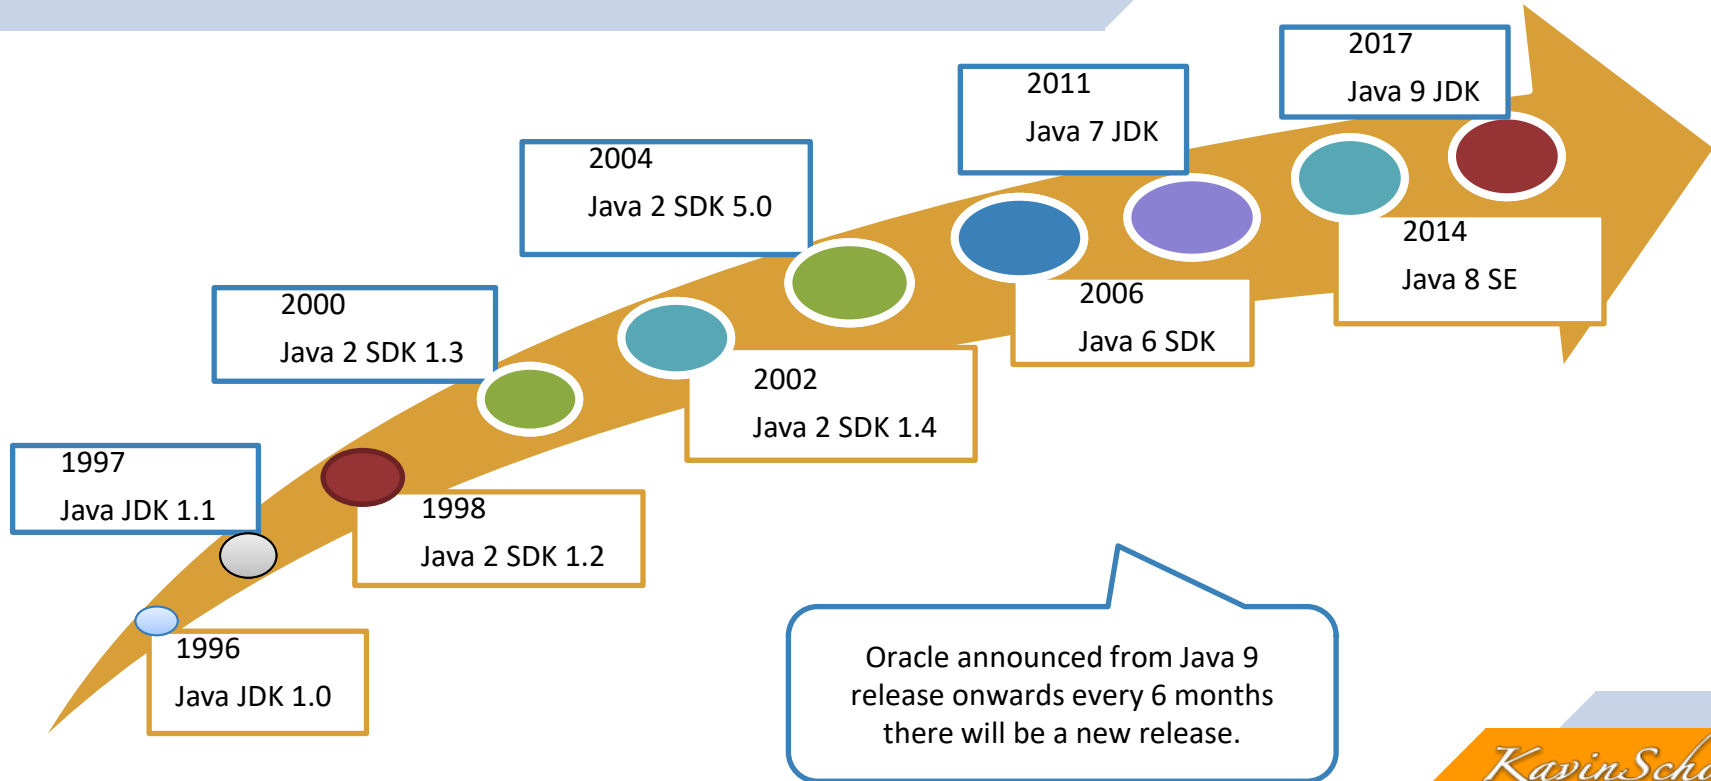 2017
Java 9 JDK
2011
Java 7 JDK
2004
Java 2 SDK 5.0
2014
Java 8 SE
2000
Java 2 SDK 1.3
2006
Java 6 SDK
2002
Java 2 SDK 1.4
1997
Java JDK 1.1
1998
Java 2 SDK 1.2
1996
Java JDK 1.0
Oracle announced from Java 9
release onwards every 6 months
there will be a new release.